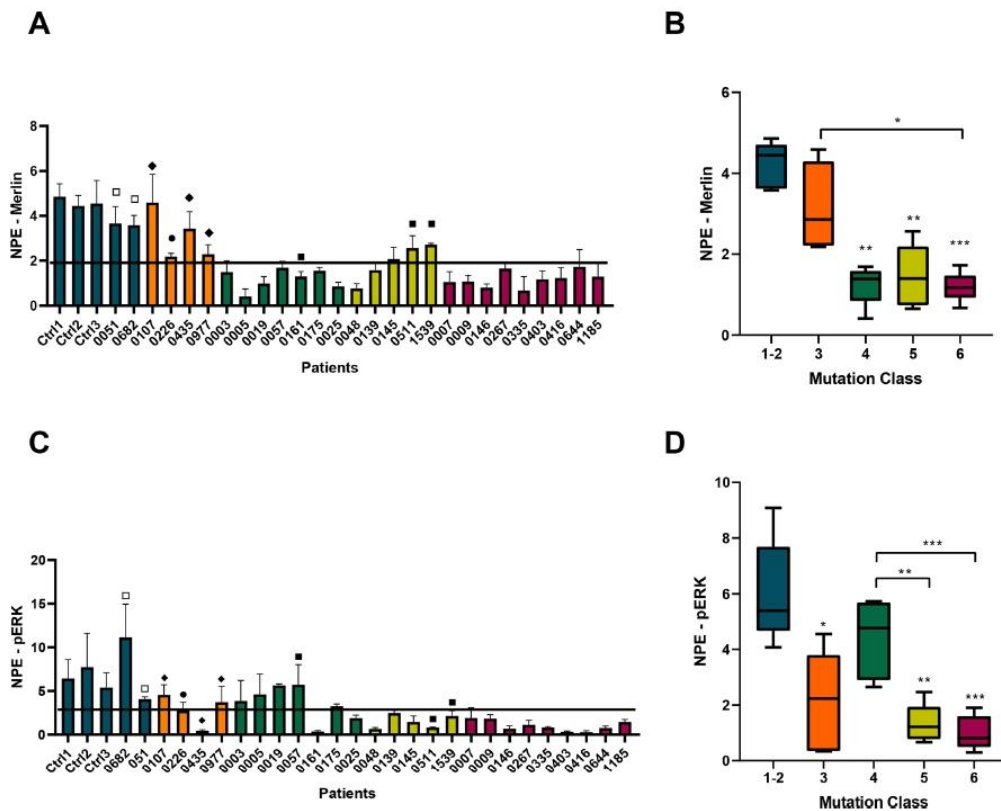 A
NPE - Merlin
8
6
4
2
0
Ctrl1 Ctrl2 Ctrl3 0051 0682 0107 0226 0435 0977 0003 0005 0019 0057 0161 0175 0025 0048 0139 0145 0511 1539 0007 0009 0146 0267 0335 0403 0416 0644 1185
Patients
B
NPE - Merlin
6
4
2
0
*
** ** ***
1-2 3 4 5 6
Mutation Class
C
NPE - pERK
20
15
10
5
0
Ctrl1 Ctrl2 Ctrl3 0682 051 0107 0226 0435 0977 0003 0005 0019 0057 0161 0175 0025 0048 0139 0145 0511 1539 0007 0009 0146 0267 0335 0403 0416 0644 1185
Patients
D
NPE - pERK
10
8
6
4
2
0
***
**
* ** ***
1-2 3 4 5 6
Mutation Class